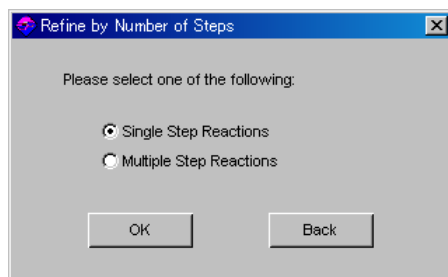 Refine by Number of Steps
Please select one of the following:
Single Step Reactions
Multiple Step Reactions
OK Back